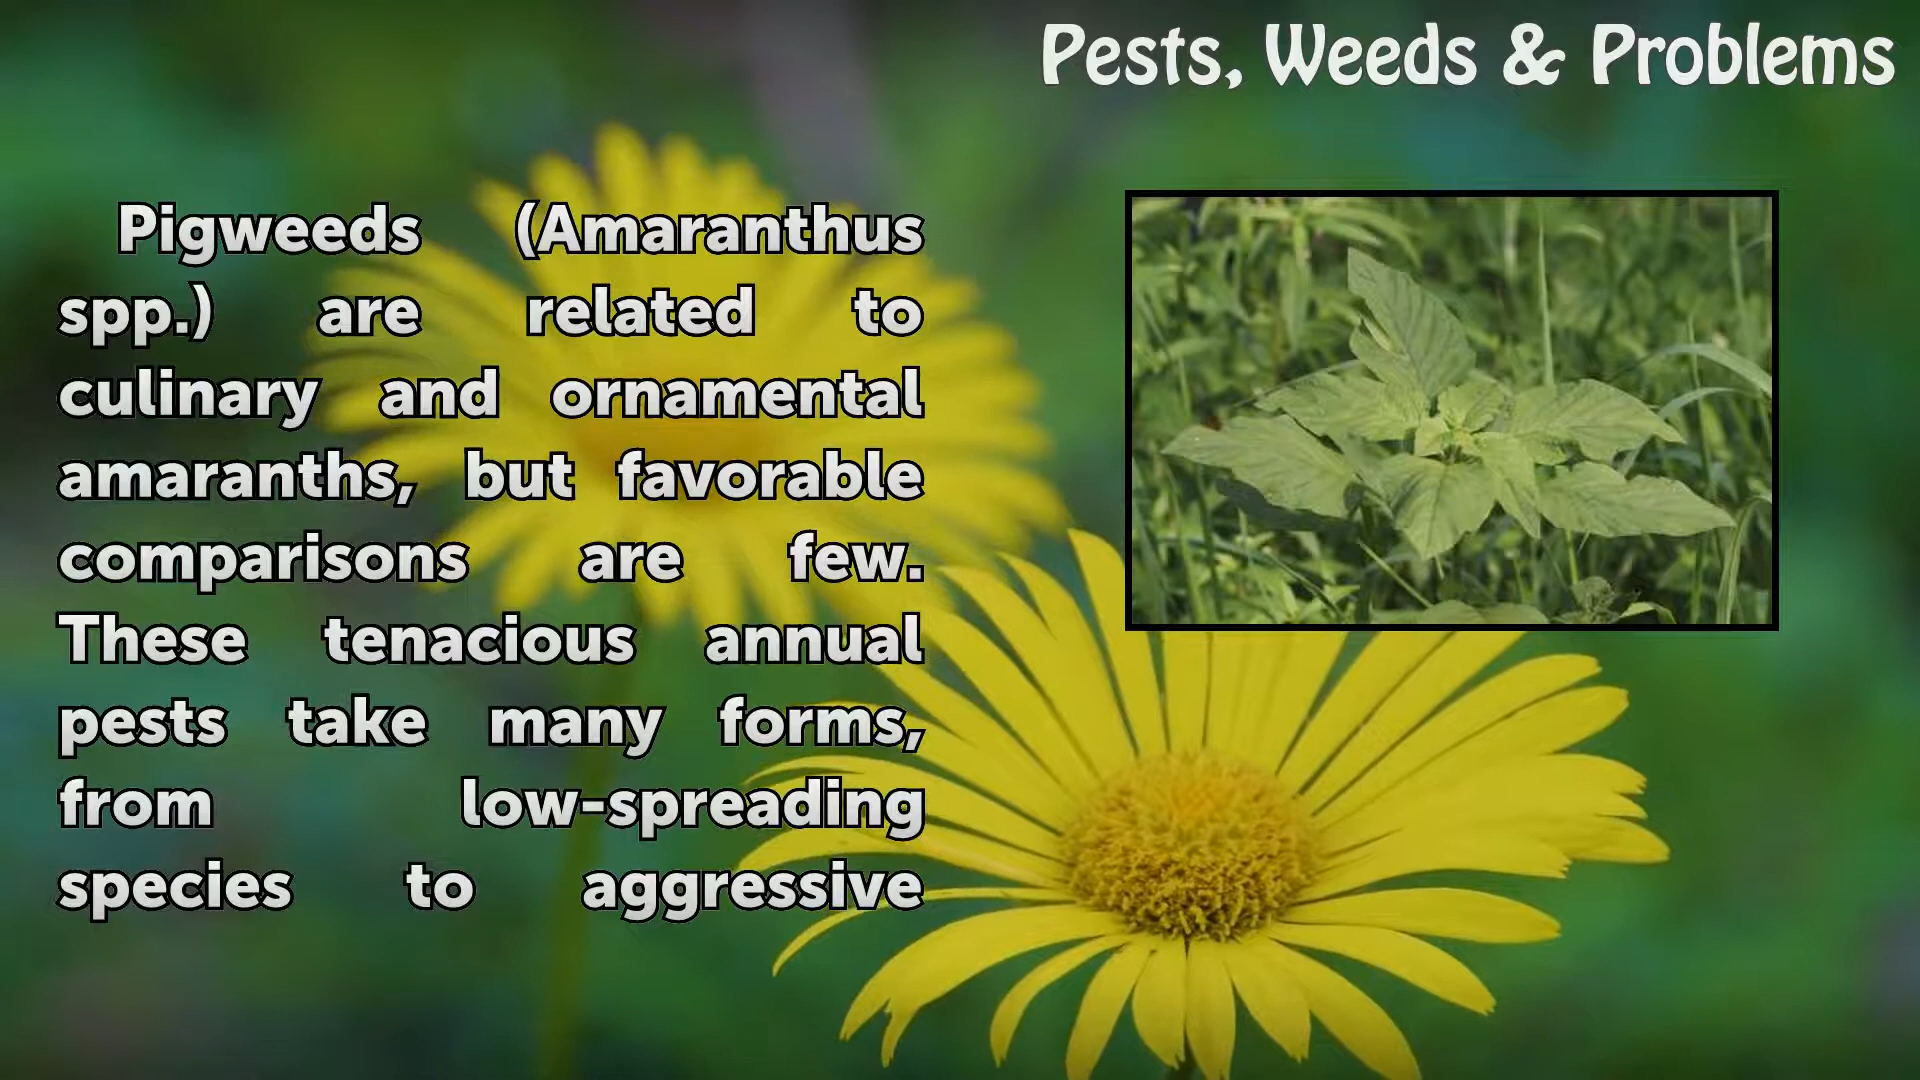 Pests, Weeds & Problems
Pigweeds (Amaranthus
spp.) are related to
culinary and ornamental
amaranths, but favorable
comparisons are few.
These tenacious annual
pests take many forms,
from low-spreading
species to aggressive